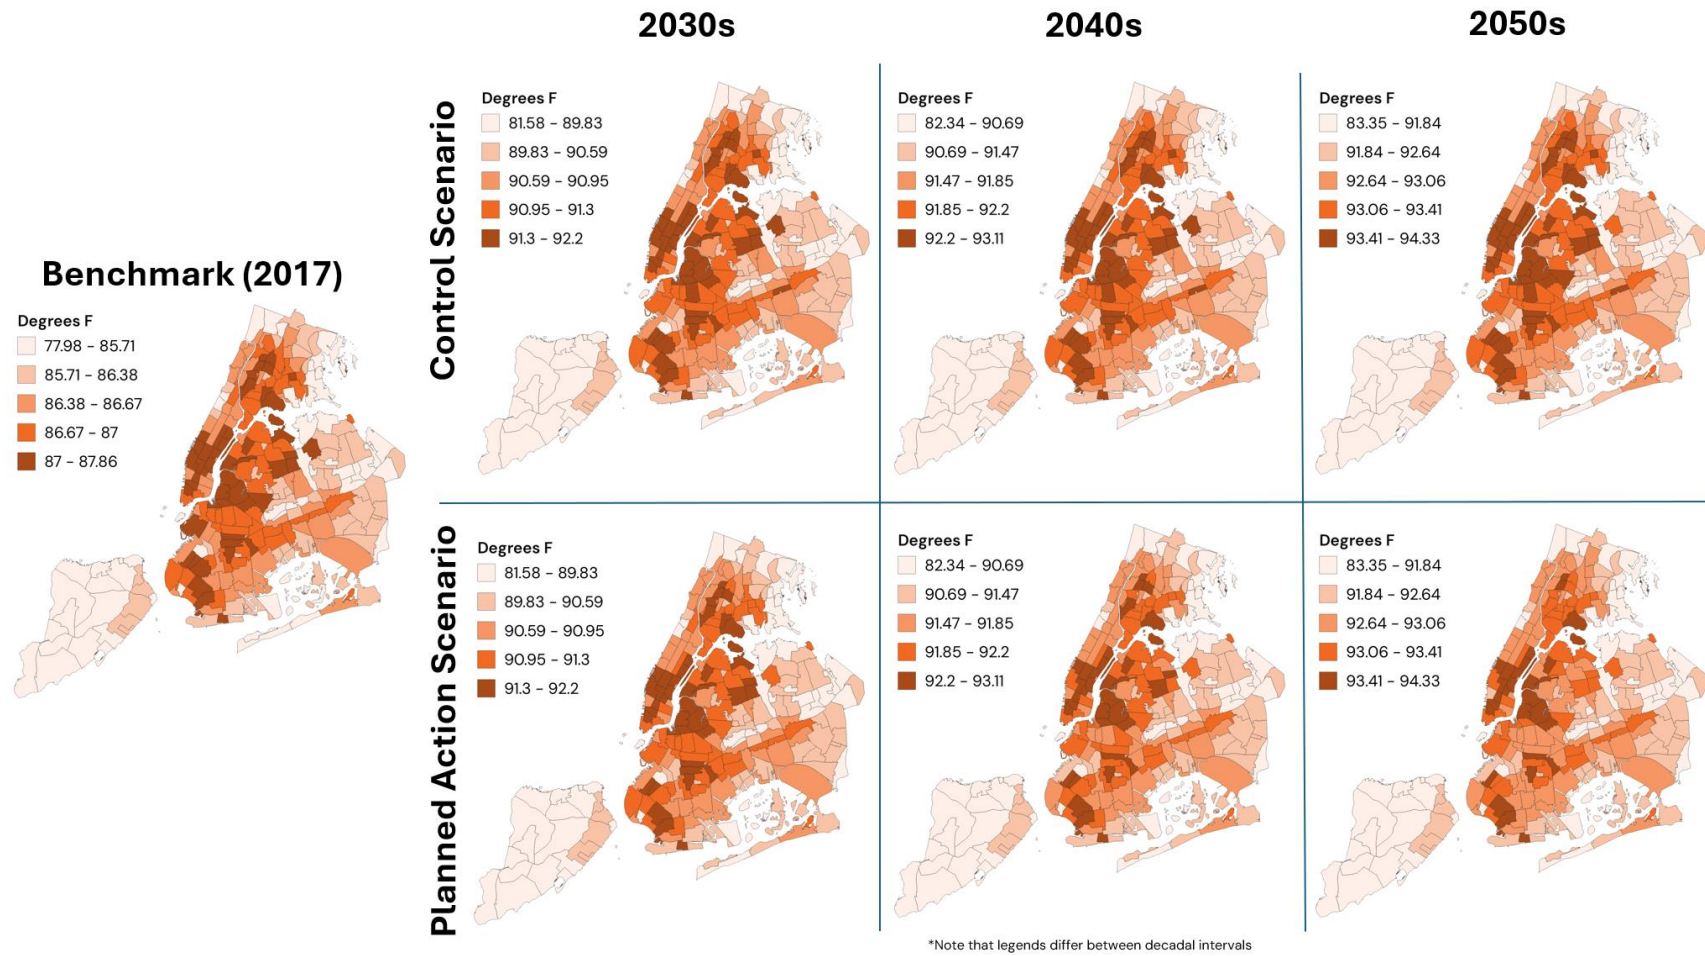 2030s
2040s
2050s
Control Scenario
Degrees F
81.58 - 89.83
89.83 - 90.59
90.59 - 90.95
90.95 - 91.3
91.3 - 92.2
Degrees F
82.34 - 90.69
90.69 - 91.47
91.47 - 91.85
91.85 - 92.2
92.2 - 93.11
Degrees F
83.35 - 91.84
91.84 - 92.64
92.64 - 93.06
93.06 - 93.41
93.41 - 94.33
Benchmark (2017)
Degrees F
77.98 - 85.71
85.71 - 86.38
86.38 - 86.67
86.67 - 87
87 - 87.86
Planned Action Scenario
Degrees F
81.58 - 89.83
89.83 - 90.59
90.59 - 90.95
90.95 - 91.3
91.3 - 92.2
Degrees F
82.34 - 90.69
90.69 - 91.47
91.47 - 91.85
91.85 - 92.2
92.2 - 93.11
Degrees F
83.35 - 91.84
91.84 - 92.64
92.64 - 93.06
93.06 - 93.41
93.41 - 94.33
*Note that legends differ between decadal intervals